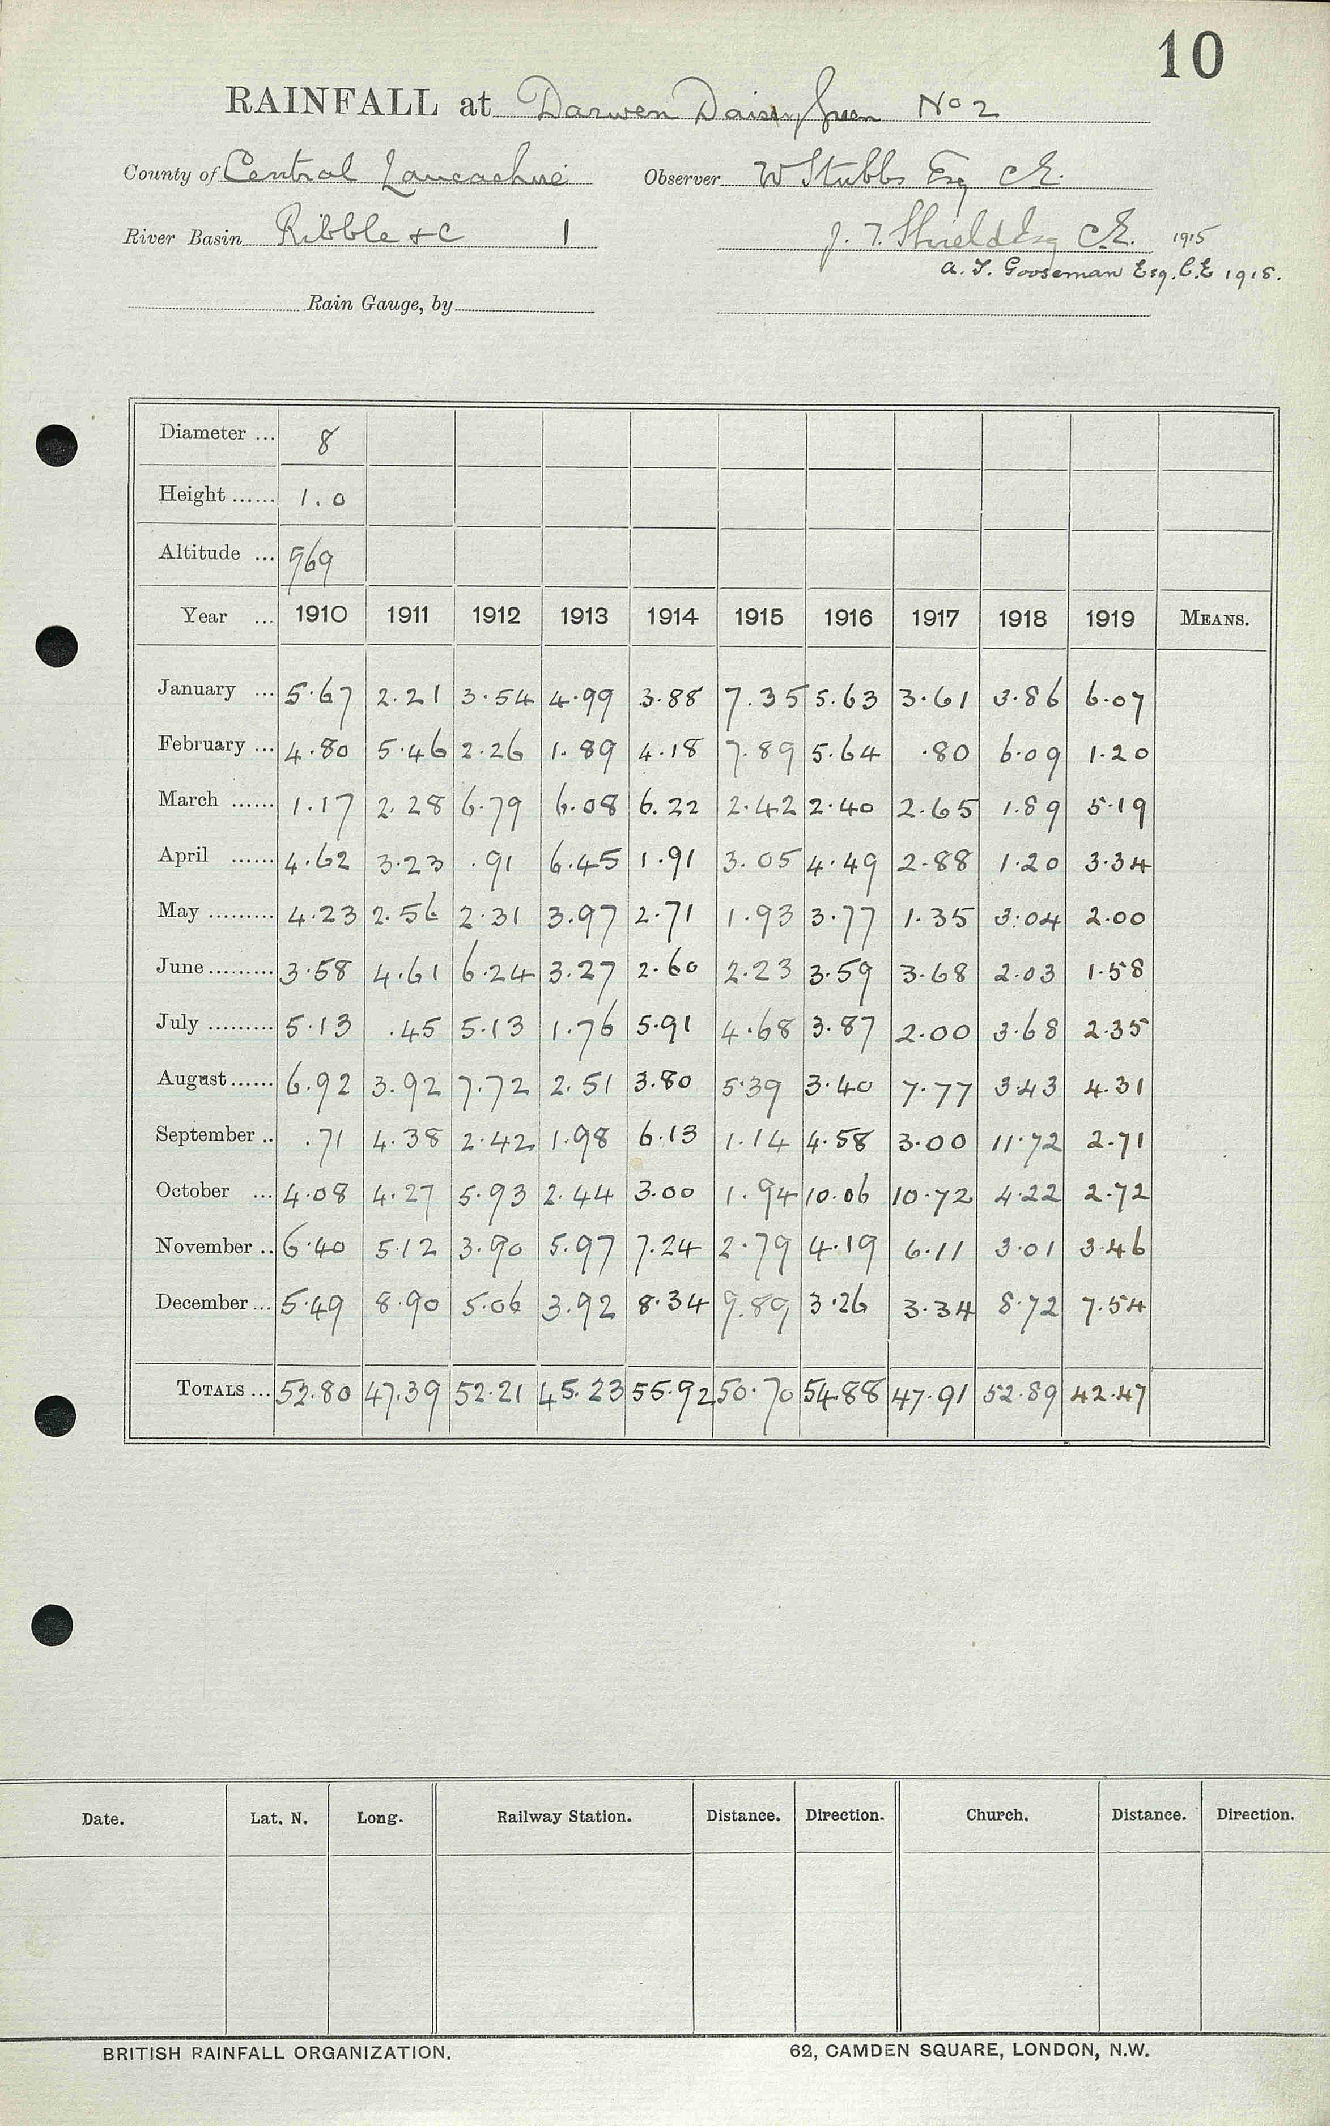 10
RAINFALL at Darwen Daisy Green No 2
County of Central Lancashire Observer W Stubbs Esq C.E.
River Basin Ribble &c 1 J. T. Shield Esq C.E. 1915
A. T. Gooseman Esq. C.E 1918.
Rain Gauge, by
Diameter ... 8
Height ...... 1.0
Altitude ...
Year ... 1910 1911 1912 1913 1914 1915 1916 1917 1918 1919 MEANS.
January ... 5.67 2.21 3.54 4.99 3.88 7.35 5.63 3.61 3.86 6.07
February ... 4.80 5.46 2.26 1.89 4.18 7.89 5.64 .80 6.09 1.20
March ...... 1.17 2.28 6.79 6.08 6.22 2.42 2.40 2.65 1.89 5.19
April ...... 4.62 3.23 .91 6.45 1.91 3.05 4.49 2.88 1.20 3.34
May ......... 4.23 2.56 2.31 3.97 2.71 1.93 3.77 1.35 3.04 2.00
June ......... 3.58 4.61 6.24 3.27 2.60 2.23 3.59 3.68 2.03 1.58
July ......... 5.13 .45 5.13 1.76 5.91 4.68 3.87 2.00 3.68 2.35
August ...... 6.92 3.92 7.72 2.51 3.80 5.39 3.40 7.77 3.43 4.31
September .. .71 4.38 2.42 1.98 6.13 1.14 4.58 3.00 11.72 2.71
October ... 4.08 4.27 5.93 2.44 3.00 1.94 10.06 10.72 4.22 2.72
November .. 6.40 5.12 3.90 5.97 7.24 2.79 4.19 6.11 3.01 3.46
December ... 5.49 8.90 5.06 3.92 8.34 9.89 3.26 3.34 8.72 7.54
TOTALS ... 52.80 47.39 52.21 45.23 55.92 50.70 54.88 47.91 52.89 42.47
Date. Lat. N. Long. Railway Station. Distance. Direction. Church. Distance. Direction.
BRITISH RAINFALL ORGANIZATION. 62, CAMDEN SQUARE, LONDON, N.W.